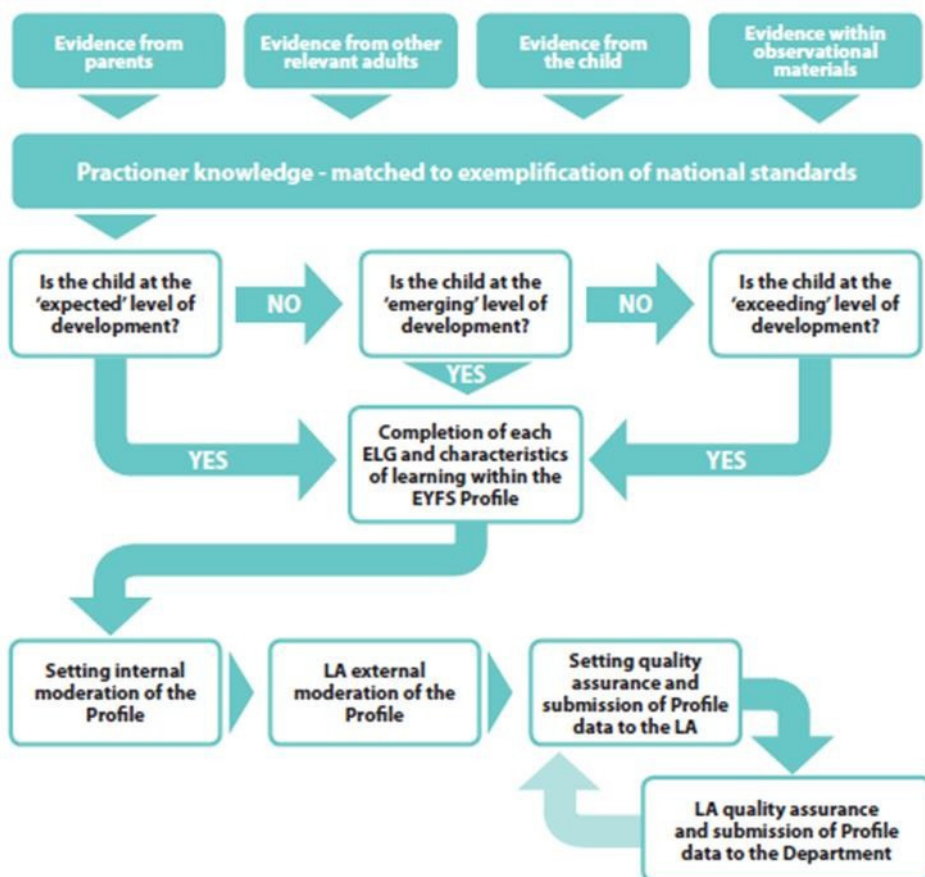 Evidence from
parents
Evidence from other
relevant adults
Evidence from
the child
Evidence within
observational
materials
Practioner knowledge - matched to exemplification of national standards
Is the child at the
‘expected’ level of
development?
NO
Is the child at the
‘emerging’ level of
development?
NO
Is the child at the
‘exceeding’ level of
development?
YES
YES
YES
Completion of each
ELG and characteristics
of learning within the
EYFS Profile
Setting internal
moderation of the
Profile
LA external
moderation of the
Profile
Setting quality
assurance and
submission of Profile
data to the LA
LA quality assurance
and submission of Profile
data to the Department